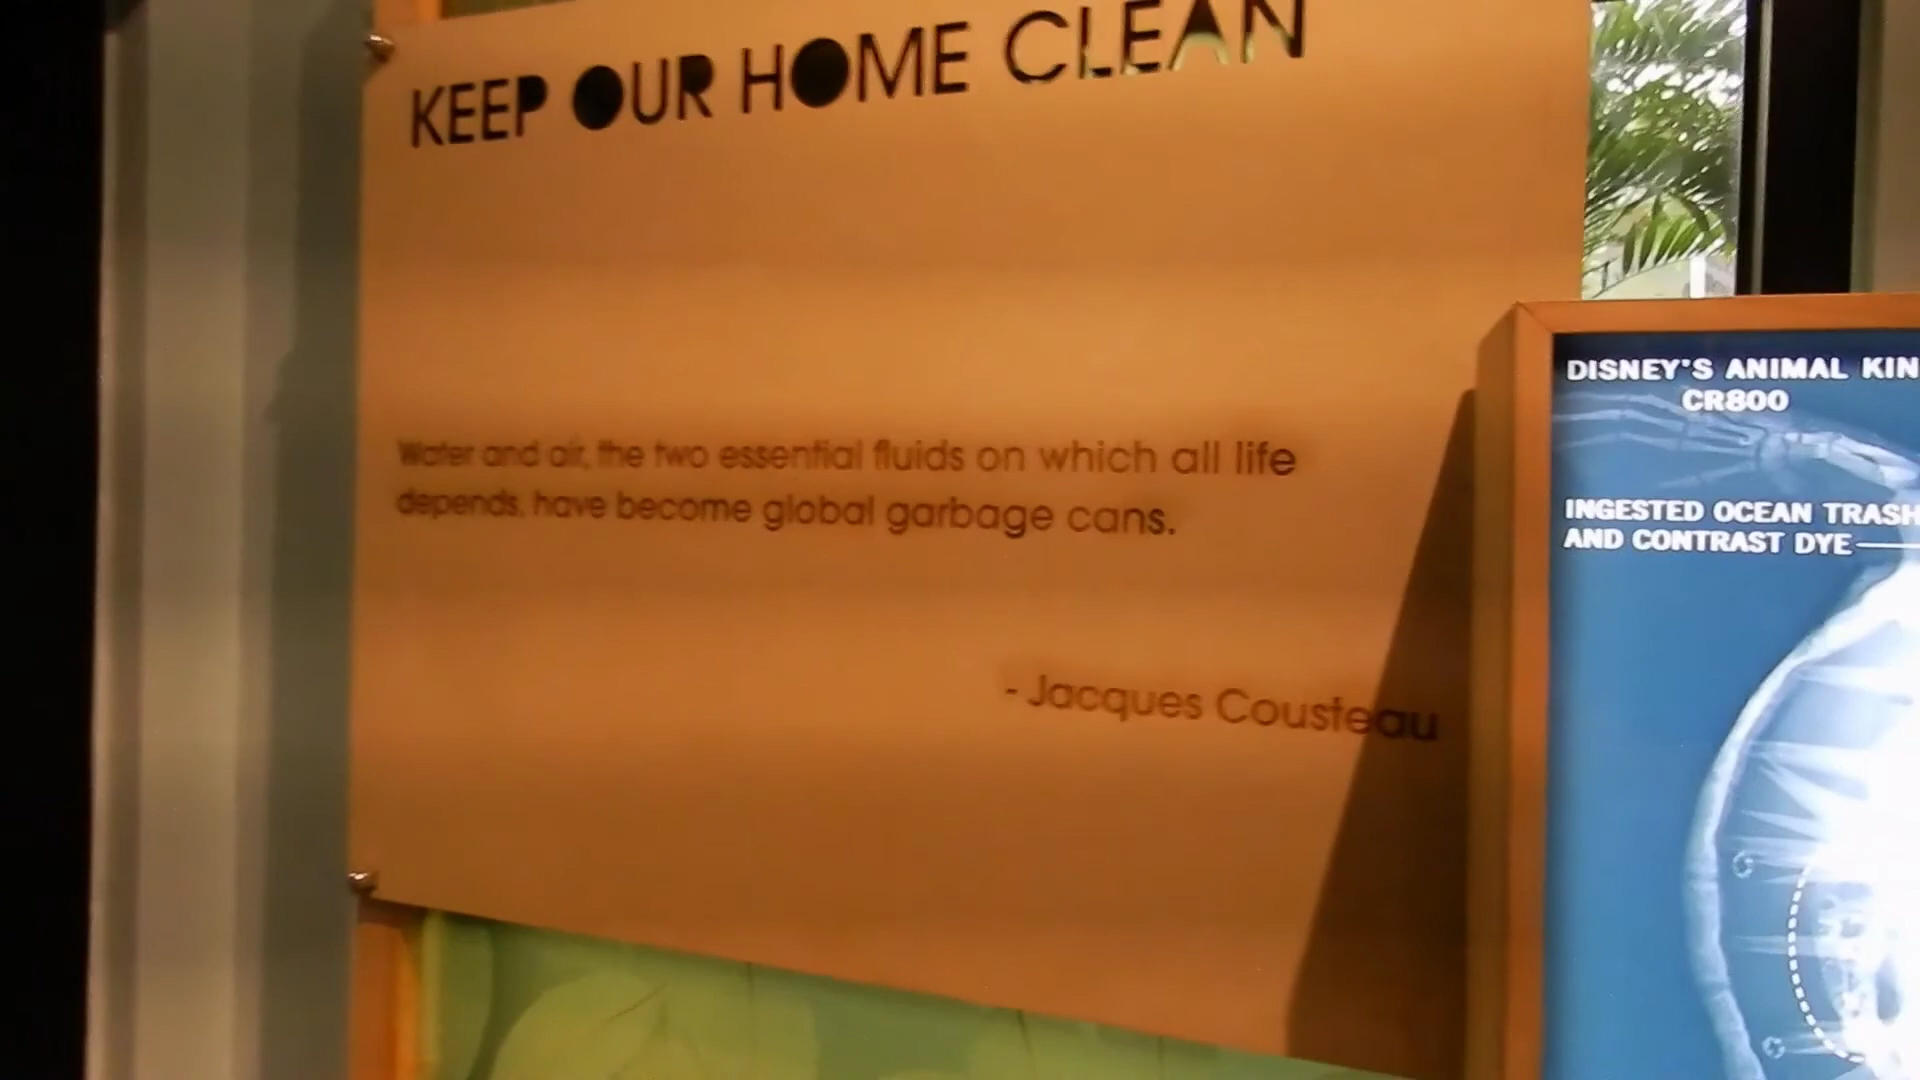 KEEP OUR HOME CLEAN
Water and air, the two essential fluids on which all life
depends, have become global garbage cans.
- Jacques Cousteau
DISNEY'S ANIMAL KIN
CR800
INGESTED OCEAN TRASH
AND CONTRAST DYE